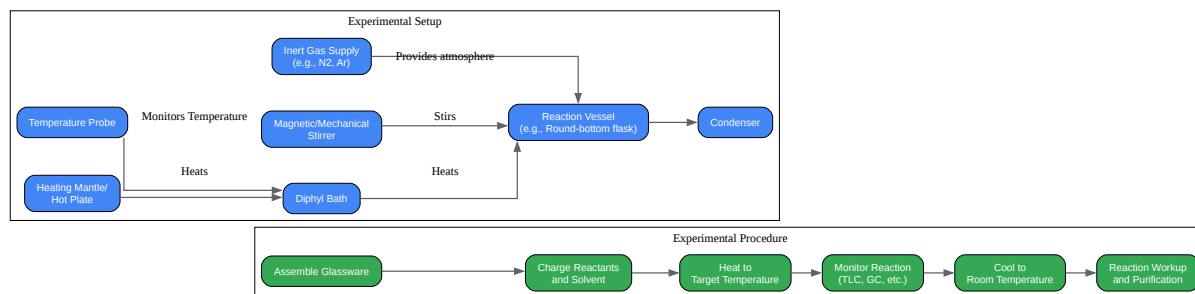 Experimental Setup
Inert Gas Supply
(e.g., N2, Ar)
Provides atmosphere
Temperature Probe
Monitors Temperature
Magnetic/Mechanical
Stirrer
Stirs
Reaction Vessel
(e.g., Round-bottom flask)
Condenser
Heating Mantle/
Hot Plate
Heats
Diphyl Bath
Heats
Experimental Procedure
Assemble Glassware
Charge Reactants
and Solvent
Heat to
Target Temperature
Monitor Reaction
(TLC, GC, etc.)
Cool to
Room Temperature
Reaction Workup
and Purification